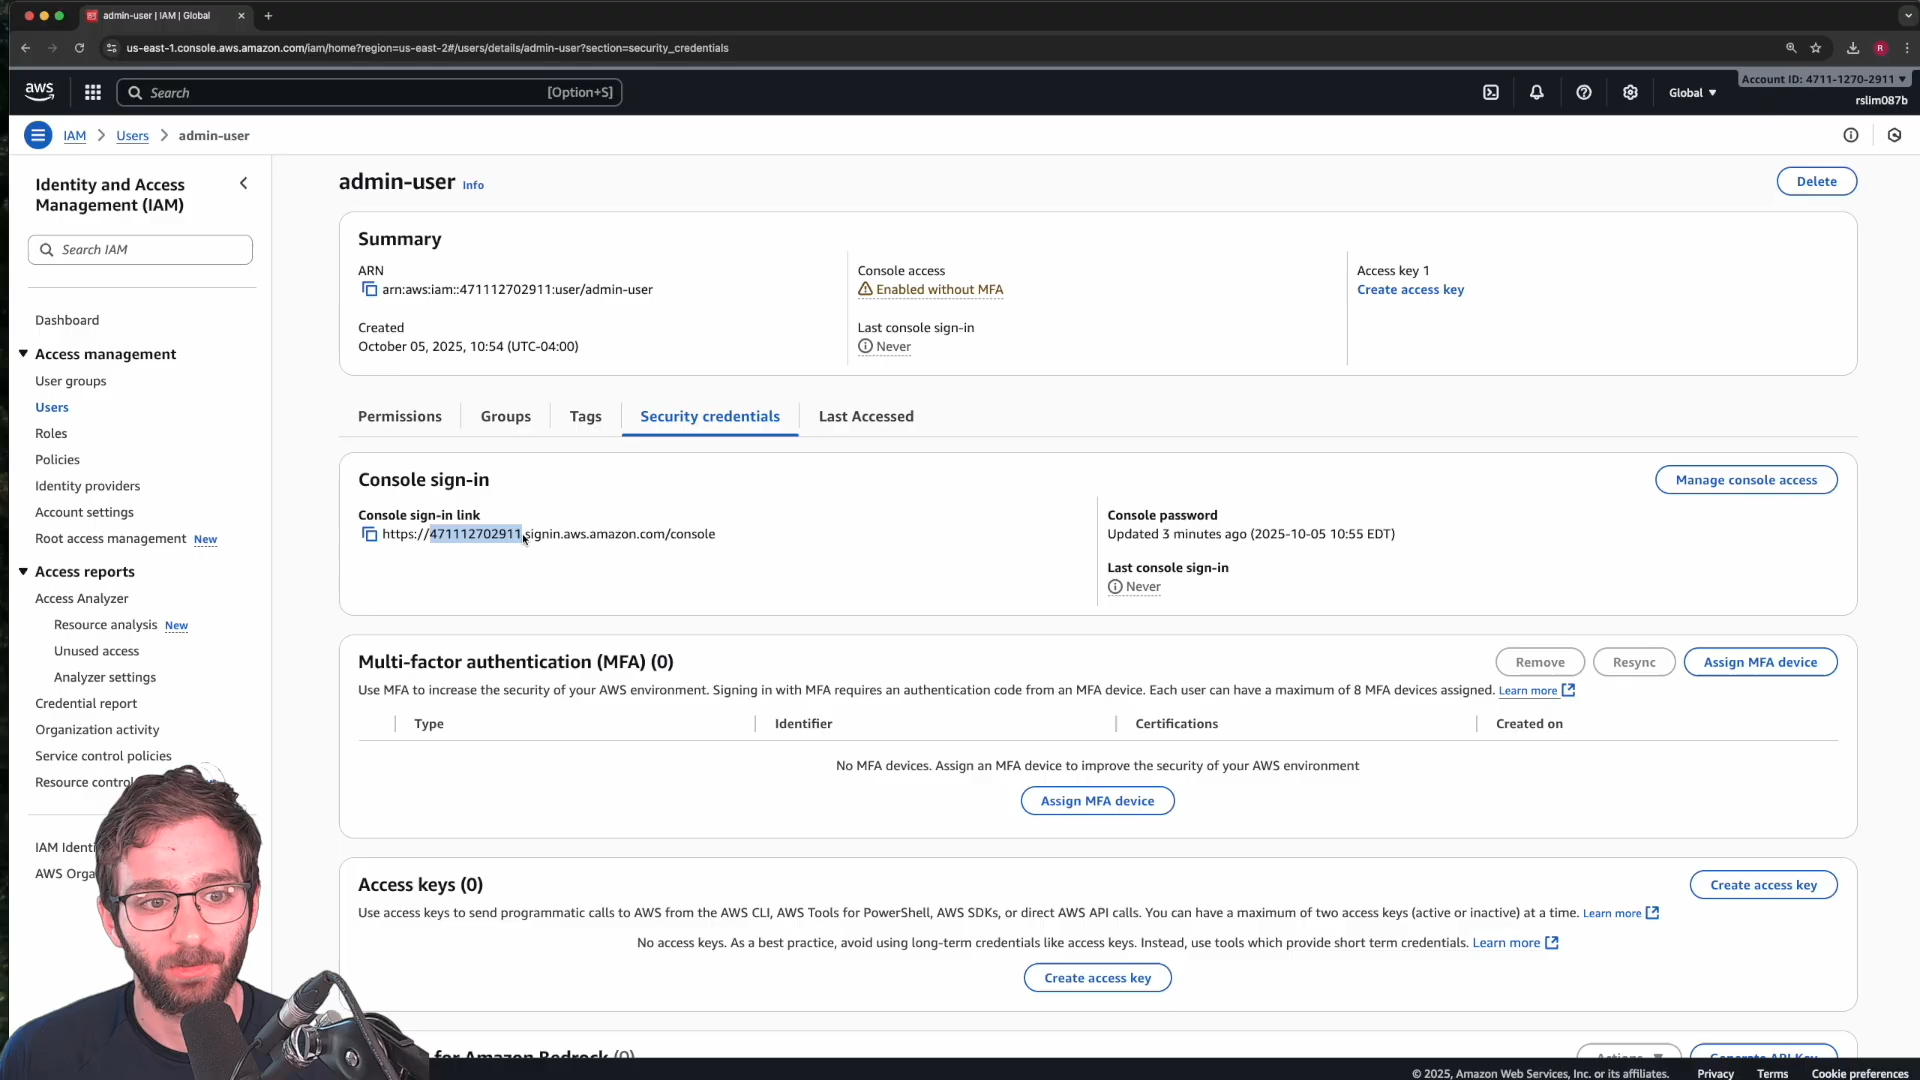 admin-user | IAM | Global
us-east-1.console.aws.amazon.com/iam/home?region=us-east-2#/users/details/admin-user?section=security_credentials
R
aws
Search
[Option+S]
Global
Account ID: 4711-1270-2911
rslim087b
IAM
Users
admin-user
Identity and Access
Management (IAM)
Search IAM
Dashboard
Access management
User groups
Users
Roles
Policies
Identity providers
Account settings
Root access management New
Access reports
Access Analyzer
Resource analysis New
Unused access
Analyzer settings
Credential report
Organization activity
Service control policies
Resource control
IAM
AWS
admin-user Info
Delete
Summary
ARN
arn:aws:iam::471112702911:user/admin-user
Created
October 05, 2025, 10:54 (UTC-04:00)
Console access
Enabled without MFA
Last console sign-in
Never
Access key 1
Create access key
Permissions
Groups
Tags
Security credentials
Last Accessed
Console sign-in
Manage console access
Console sign-in link
https://471112702911.signin.aws.amazon.com/console
Console password
Updated 3 minutes ago (2025-10-05 10:55 EDT)
Last console sign-in
Never
Multi-factor authentication (MFA) (0)
Remove
Resync
Assign MFA device
Use MFA to increase the security of your AWS environment. Signing in with MFA requires an authentication code from an MFA device. Each user can have a maximum of 8 MFA devices assigned. Learn more
Type
Identifier
Certifications
Created on
No MFA devices. Assign an MFA device to improve the security of your AWS environment
Assign MFA device
Access keys (0)
Create access key
Use access keys to send programmatic calls to AWS from the AWS CLI, AWS Tools for PowerShell, AWS SDKs, or direct AWS API calls. You can have a maximum of two access keys (active or inactive) at a time. Learn more
No access keys. As a best practice, avoid using long-term credentials like access keys. Instead, use tools which provide short term credentials. Learn more
Create access key
for Amazon Bedrock (0)
Actions
Generate API Key
© 2025, Amazon Web Services, Inc. or its affiliates.
Privacy
Terms
Cookie preferences